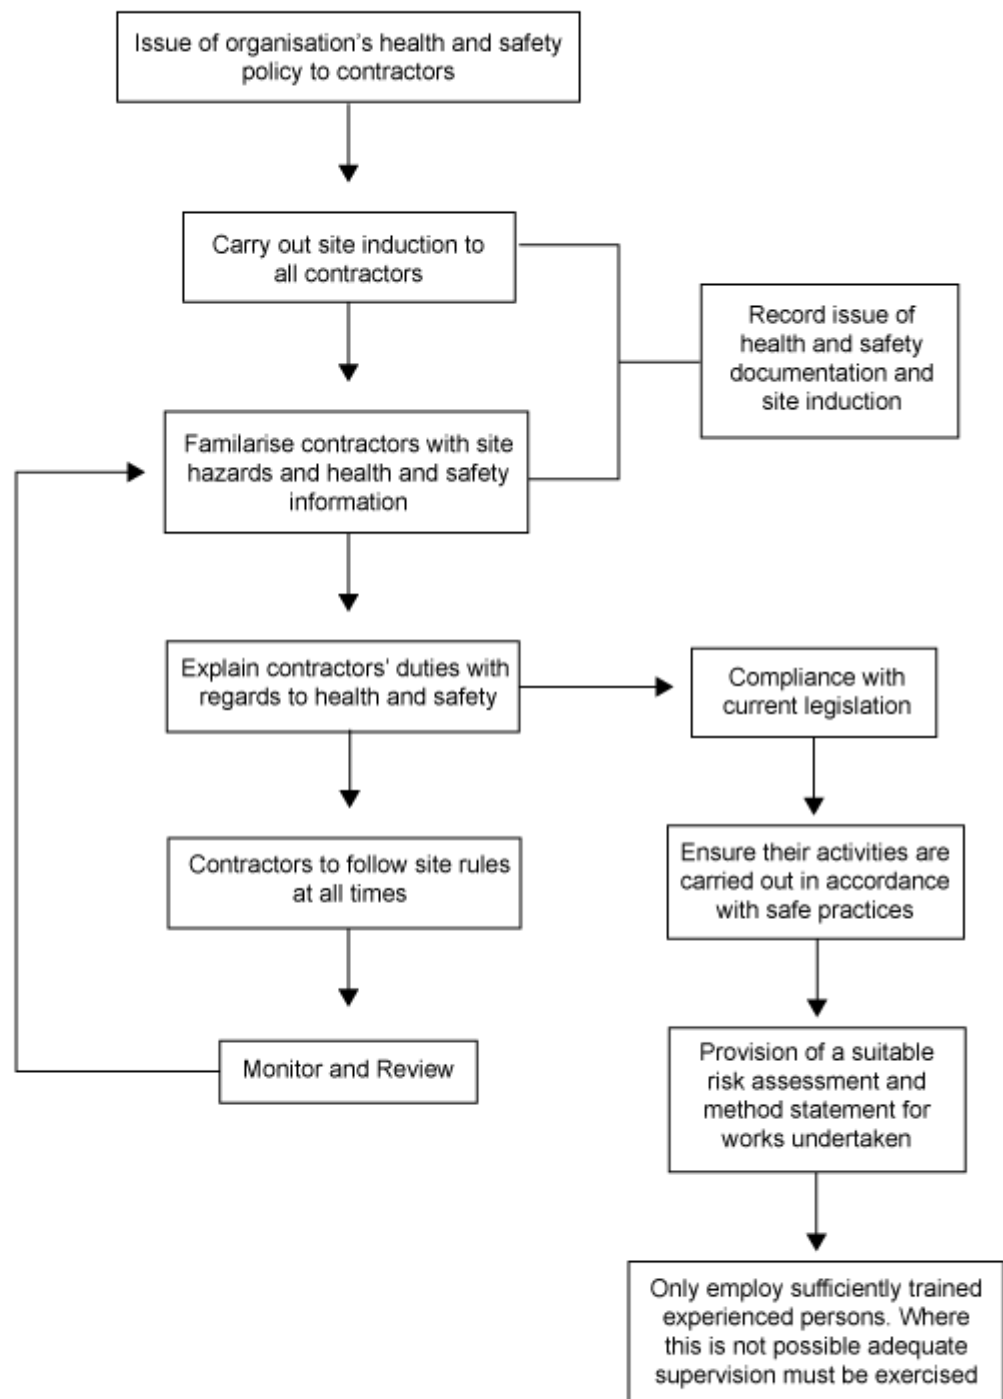 Issue of organisation's health and safety
policy to contractors
Carry out site induction to
all contractors
Record issue of
health and safety
documentation and
site induction
Familarise contractors with site
hazards and health and safety
information
Explain contractors' duties with
regards to health and safety
Compliance with
current legislation
Contractors to follow site rules
at all times
Ensure their activities are
carried out in accordance
with safe practices
Monitor and Review
Provision of a suitable
risk assessment and
method statement for
works undertaken
Only employ sufficiently trained
experienced persons. Where
this is not possible adequate
supervision must be exercised